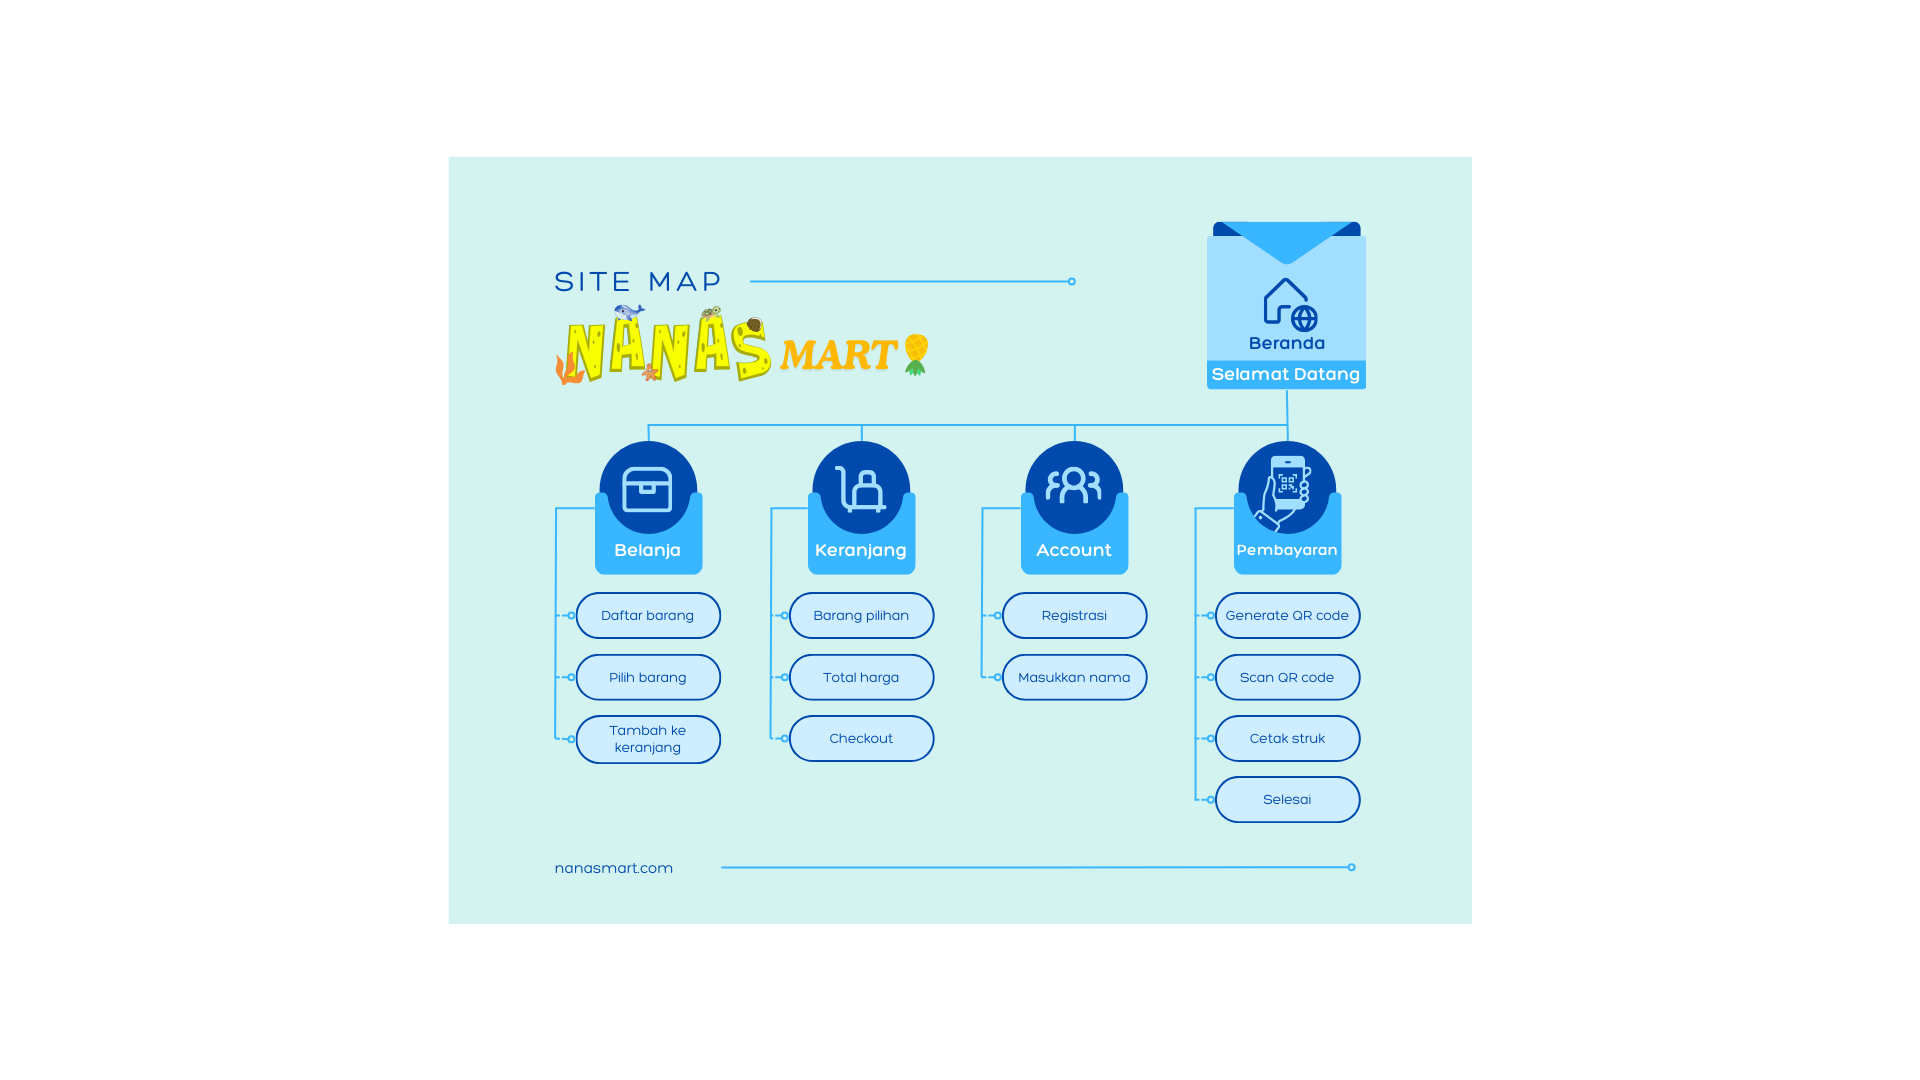 SITE MAP
NANAS MART
Beranda
Selamat Datang
Belanja
Daftar barang
Pilih barang
Tambah ke
keranjang
Keranjang
Barang pilihan
Total harga
Checkout
Account
Registrasi
Masukkan nama
Pembayaran
Generate QR code
Scan QR code
Cetak struk
Selesai
nanasmart.com